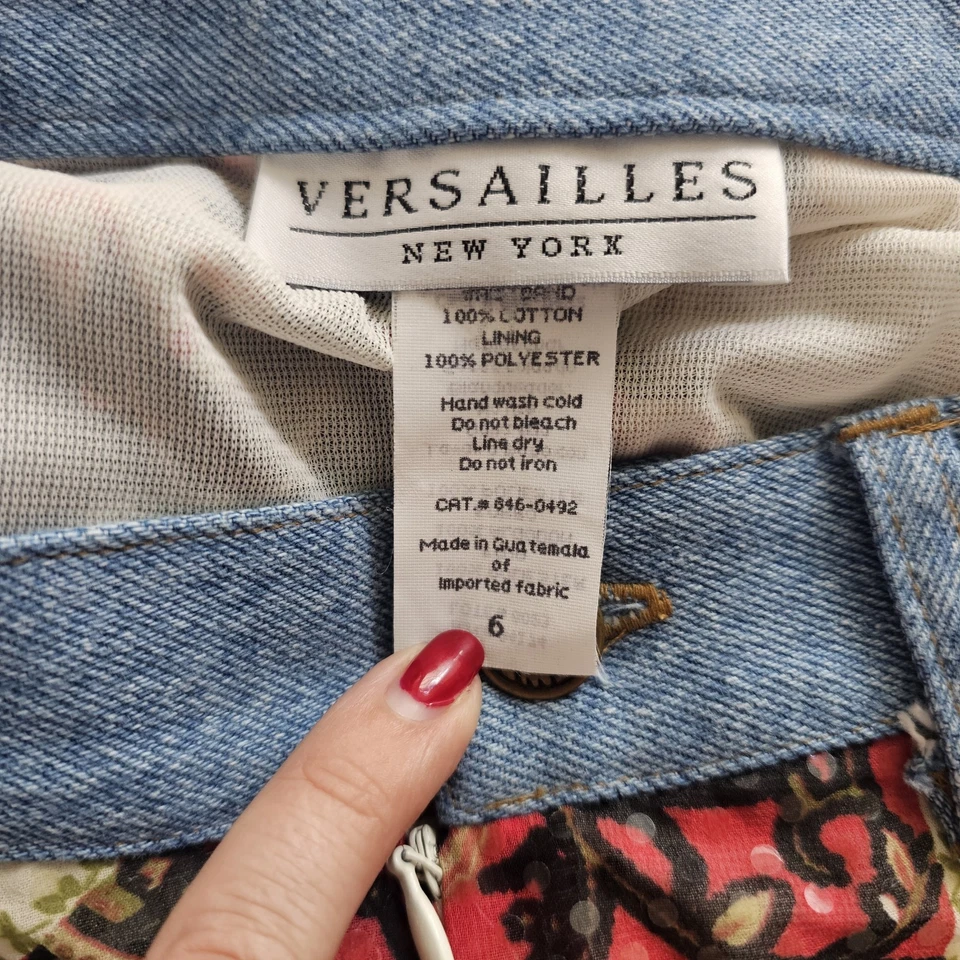 VERSAILLES
NEW YORK
100% COTTON
LINING
100% POLYESTER
Hand wash cold
Do not bleach
Line dry
Do not iron
CAT.# 846-0492
Made in Guatemala
of
Imported fabric
6